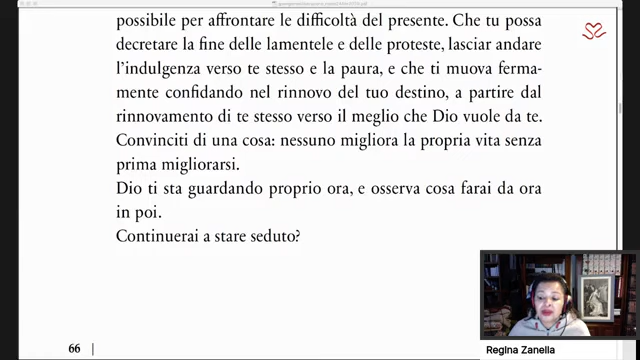 possibile per affrontare le difficoltà del presente. Che tu possa
decretare la fine delle lamentele e delle proteste, lasciar andare
l'indulgenza verso te stesso e la paura, e che ti muova ferma-
mente confidando nel rinnovo del tuo destino, a partire dal
rinnovamento di te stesso verso il meglio che Dio vuole da te.
Convinciti di una cosa: nessuno migliora la propria vita senza
prima migliorarsi.
Dio ti sta guardando proprio ora, e osserva cosa farai da ora
in poi.
Continuerai a stare seduto?
66
Regina Zanella